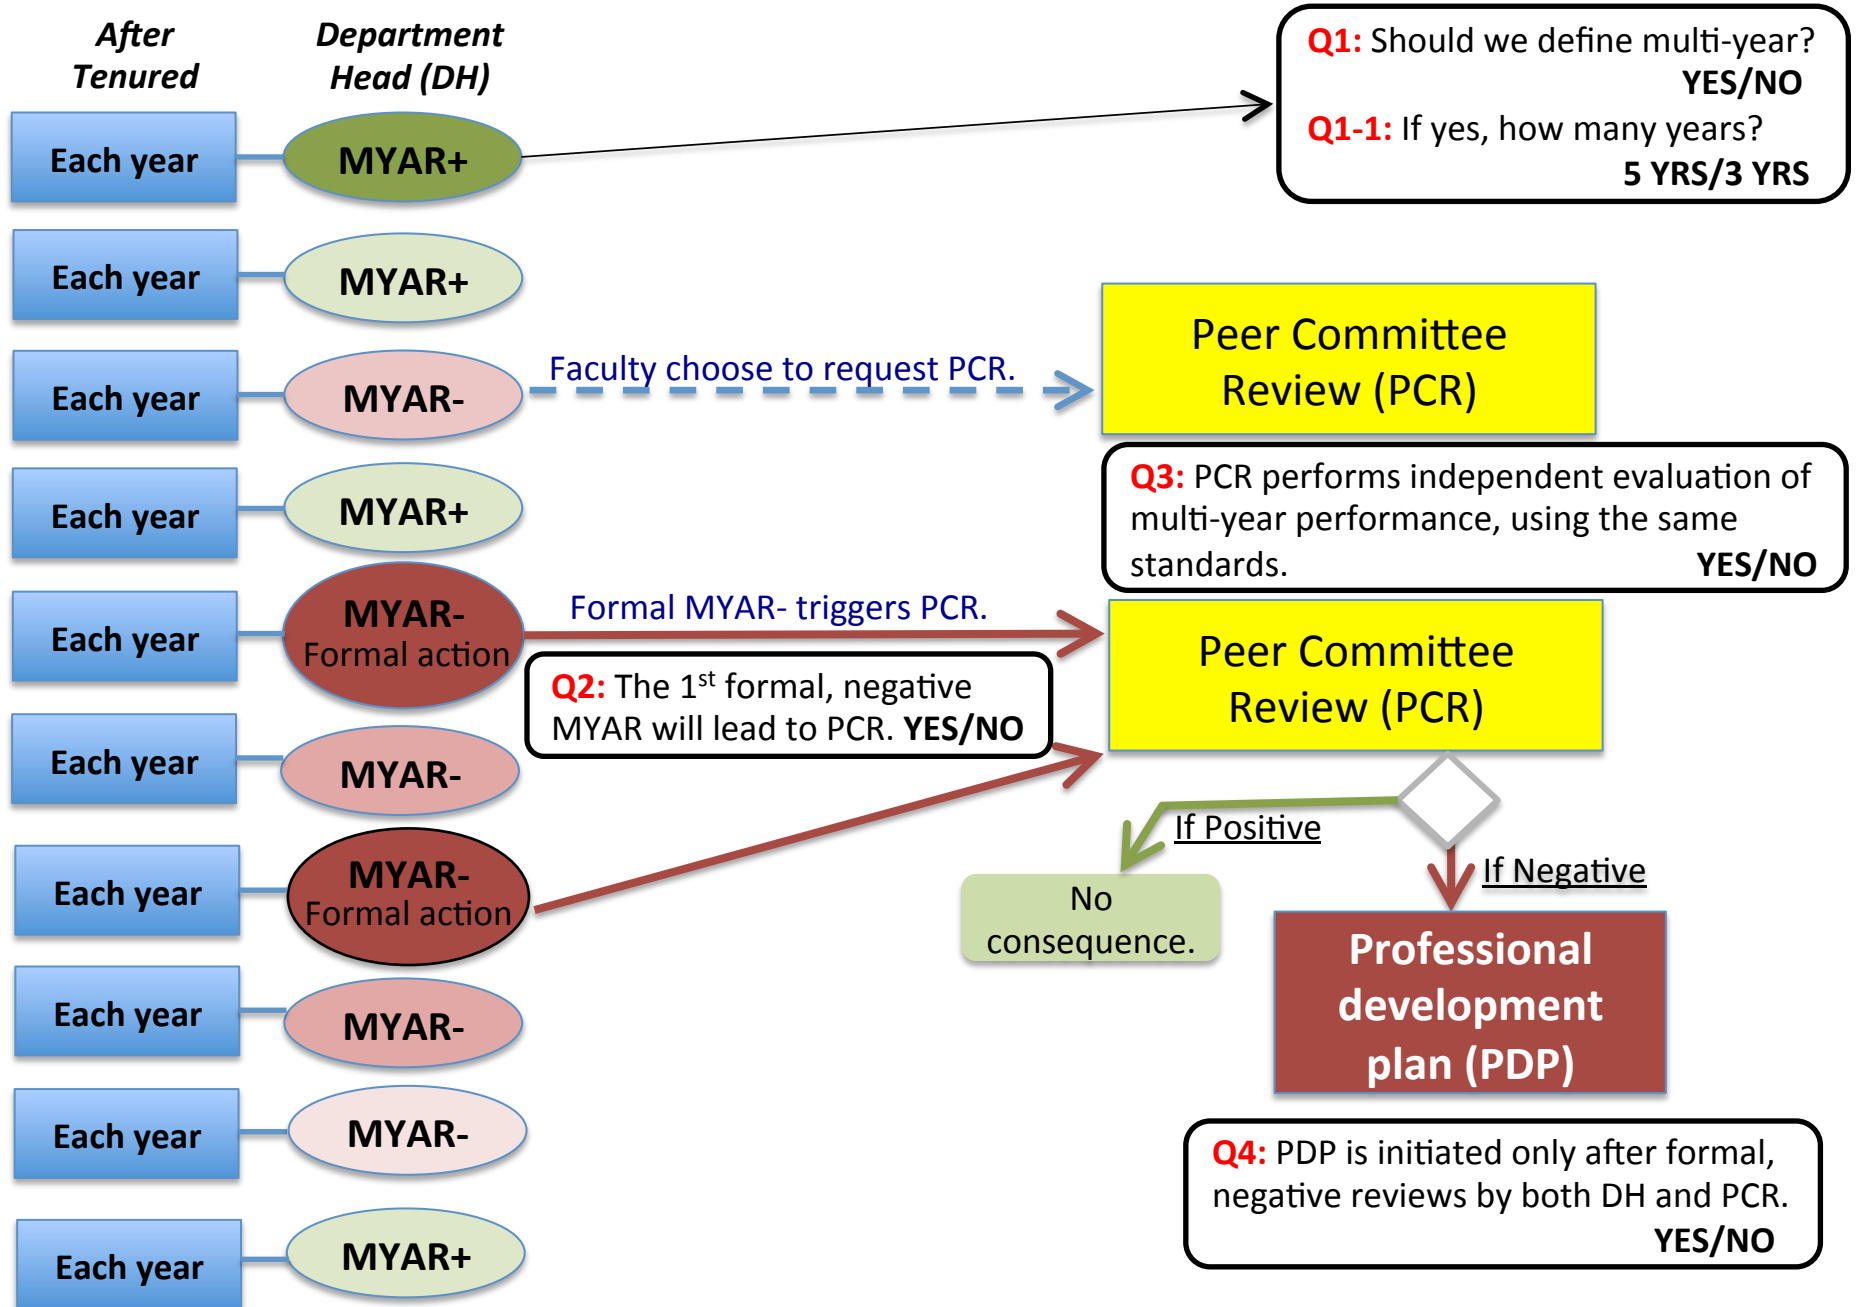 After
Tenured
Department
Head (DH)
Q1: Should we define multi-year?
YES/NO
Q1-1: If yes, how many years?
5 YRS/3 YRS
Each year
MYAR+
Each year
MYAR+
Each year
MYAR-
Faculty choose to request PCR.
Peer Committee
Review (PCR)
Q3: PCR performs independent evaluation of
multi-year performance, using the same
standards. YES/NO
Each year
MYAR+
Each year
MYAR-
Formal action
Formal MYAR- triggers PCR.
Peer Committee
Review (PCR)
Q2: The 1st formal, negative
MYAR will lead to PCR. YES/NO
Each year
MYAR-
Each year
MYAR-
Formal action
If Positive
If Negative
No
consequence.
Professional
development
plan (PDP)
Each year
MYAR-
Each year
MYAR-
Q4: PDP is initiated only after formal,
negative reviews by both DH and PCR.
YES/NO
Each year
MYAR+